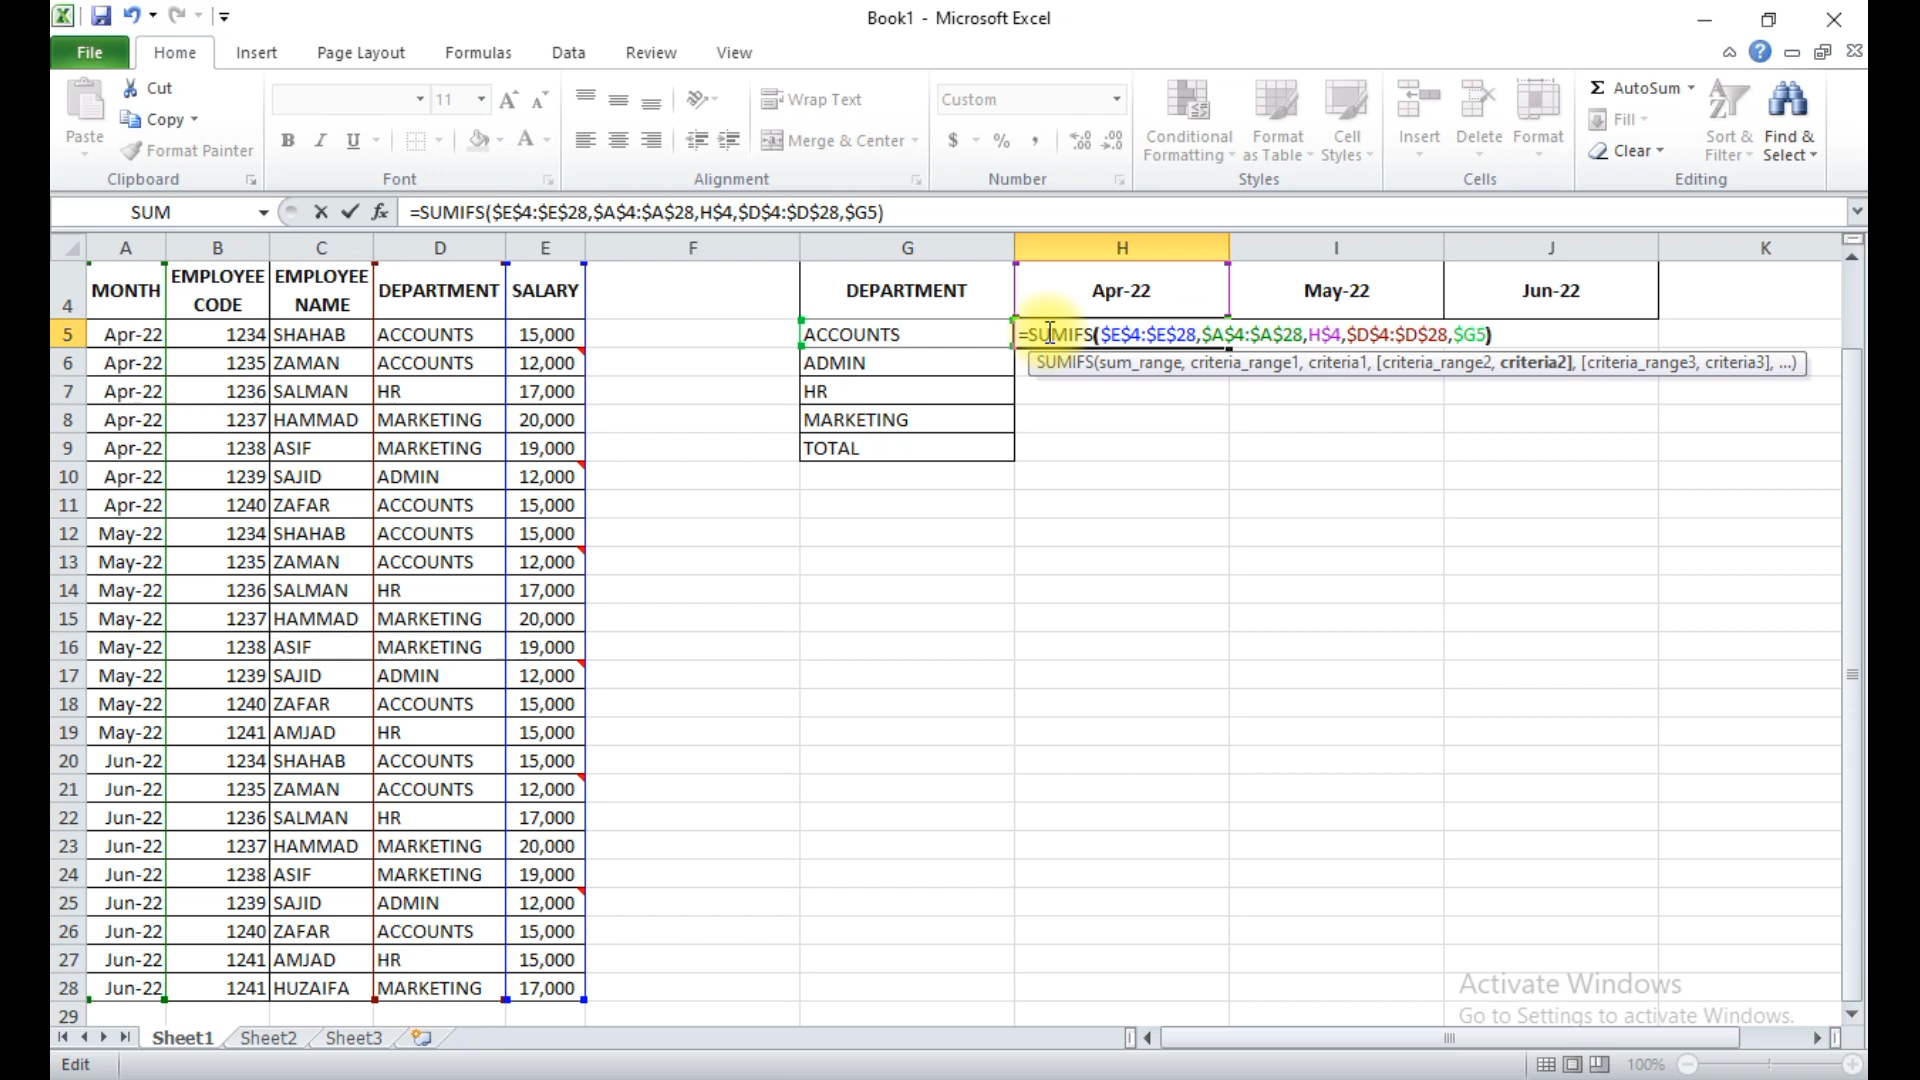 Book1 - Microsoft Excel
File Home Insert Page Layout Formulas Data Review View
Cut
Copy
Format Painter
Paste
Clipboard
11
B I U
A
Font
Wrap Text
Merge & Center
Alignment
Custom
$ % ,
Number
Conditional Formatting
Format as Table
Cell Styles
Styles
Insert Delete Format
Cells
Σ AutoSum
Fill
Clear
Sort & Filter
Find & Select
Editing
SUM fx =SUMIFS($E$4:$E$28,$A$4:$A$28,H$4,$D$4:$D$28,$G5)
A B C D E F G H I J K
4 MONTH EMPLOYEE CODE EMPLOYEE NAME DEPARTMENT SALARY DEPARTMENT Apr-22 May-22 Jun-22
5 Apr-22 1234 SHAHAB ACCOUNTS 15,000 ACCOUNTS =SUMIFS($E$4:$E$28,$A$4:$A$28,H$4,$D$4:$D$28,$G5)
6 Apr-22 1235 ZAMAN ACCOUNTS 12,000 ADMIN SUMIFS(sum_range, criteria_range1, criteria1, [criteria_range2, criteria2], [criteria_range3, criteria3], ...)
7 Apr-22 1236 SALMAN HR 17,000 HR
8 Apr-22 1237 HAMMAD MARKETING 20,000 MARKETING
9 Apr-22 1238 ASIF MARKETING 19,000 TOTAL
10 Apr-22 1239 SAJID ADMIN 12,000
11 Apr-22 1240 ZAFAR ACCOUNTS 15,000
12 May-22 1234 SHAHAB ACCOUNTS 15,000
13 May-22 1235 ZAMAN ACCOUNTS 12,000
14 May-22 1236 SALMAN HR 17,000
15 May-22 1237 HAMMAD MARKETING 20,000
16 May-22 1238 ASIF MARKETING 19,000
17 May-22 1239 SAJID ADMIN 12,000
18 May-22 1240 ZAFAR ACCOUNTS 15,000
19 May-22 1241 AMJAD HR 15,000
20 Jun-22 1234 SHAHAB ACCOUNTS 15,000
21 Jun-22 1235 ZAMAN ACCOUNTS 12,000
22 Jun-22 1236 SALMAN HR 17,000
23 Jun-22 1237 HAMMAD MARKETING 20,000
24 Jun-22 1238 ASIF MARKETING 19,000
25 Jun-22 1239 SAJID ADMIN 12,000
26 Jun-22 1240 ZAFAR ACCOUNTS 15,000
27 Jun-22 1241 AMJAD HR 15,000
28 Jun-22 1241 HUZAIFA MARKETING 17,000
29
Activate Windows
Go to Settings to activate Windows.
Sheet1 Sheet2 Sheet3
Edit 100%